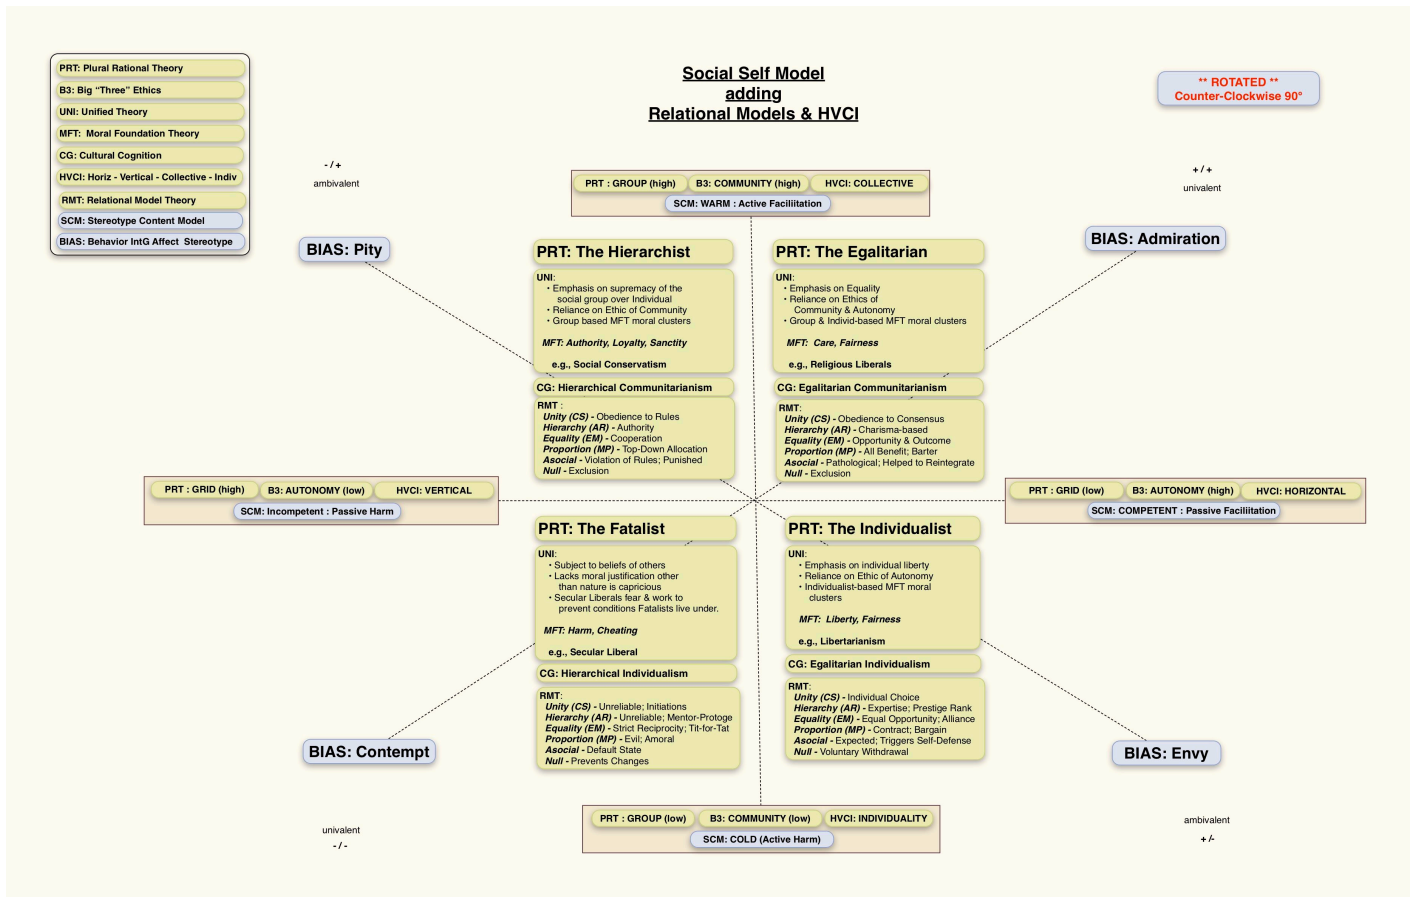 PRT: Plural Rational Theory
B3: Big “Three” Ethics
UNI: Unified Theory
MFT:  Moral Foundation Theory
CG: Cultural Cognition
HVCI: Horiz - Vertical - Collective - Indiv
RMT: Relational Model Theory
SCM: Stereotype Content Model
BIAS: Behavior IntG Affect  Stereotype
Social Self Model
adding
Relational Models & HVCI
** ROTATED **
Counter-Clockwise 90°
- / +
ambivalent
+ / +
univalent
PRT : GROUP (high)
B3: COMMUNITY (high)
HVCI: COLLECTIVE
SCM: WARM : Active Faciliitation
BIAS: Pity
BIAS: Admiration
PRT: The Hierarchist
UNI:
• Emphasis on supremacy of the
social group over Individual
• Reliance on Ethic of Community
• Group based MFT moral clusters
MFT: Authority, Loyalty, Sanctity
e.g., Social Conservatism
CG: Hierarchical Communitarianism
RMT :
Unity (CS) - Obedience to Rules
Hierarchy (AR) - Authority
Equality (EM) - Cooperation
Proportion (MP) - Top-Down Allocation
Asocial - Violation of Rules; Punished
Null - Exclusion
PRT: The Egalitarian
UNI:
• Emphasis on Equality
• Reliance on Ethics of
Community & Autonomy
• Group & Individ-based MFT moral clusters
MFT:  Care, Fairness
e.g., Religious Liberals
CG: Egalitarian Communitarianism
RMT:
Unity (CS) - Obedience to Consensus
Hierarchy (AR) - Charisma-based
Equality (EM) - Opportunity & Outcome
Proportion (MP) - All Benefit; Barter
Asocial - Pathological; Helped to Reintegrate
Null - Exclusion
PRT : GRID (high)
B3: AUTONOMY (low)
HVCI: VERTICAL
SCM: Incompetent : Passive Harm
PRT : GRID (low)
B3: AUTONOMY (high)
HVCI: HORIZONTAL
SCM: COMPETENT : Passive Faciliitation
PRT: The Fatalist
UNI:
• Subject to beliefs of others
• Lacks moral justification other
than nature is capricious
• Secular Liberals fear & work to
prevent conditions Fatalists live under.
MFT: Harm, Cheating
e.g., Secular Liberal
CG: Hierarchical Individualism
RMT:
Unity (CS) - Unreliable; Initiations
Hierarchy (AR) - Unreliable; Mentor-Protoge
Equality (EM) - Strict Reciprocity; Tit-for-Tat
Proportion (MP) - Evil; Amoral
Asocial - Default State
Null - Prevents Changes
PRT: The Individualist
UNI:
• Emphasis on individual liberty
• Reliance on Ethic of Autonomy
• Individualist-based MFT moral
clusters
MFT:  Liberty, Fairness
e.g., Libertarianism
CG: Egalitarian Individualism
RMT:
Unity (CS) - Individual Choice
Hierarchy (AR) - Expertise; Prestige Rank
Equality (EM) - Equal Opportunity; Alliance
Proportion (MP) - Contract; Bargain
Asocial - Expected; Triggers Self-Defense
Null - Voluntary Withdrawal
BIAS: Contempt
BIAS: Envy
PRT : GROUP (low)
B3: COMMUNITY (low)
HVCI: INDIVIDUALITY
SCM: COLD (Active Harm)
univalent
- / -
ambivalent
+ /-